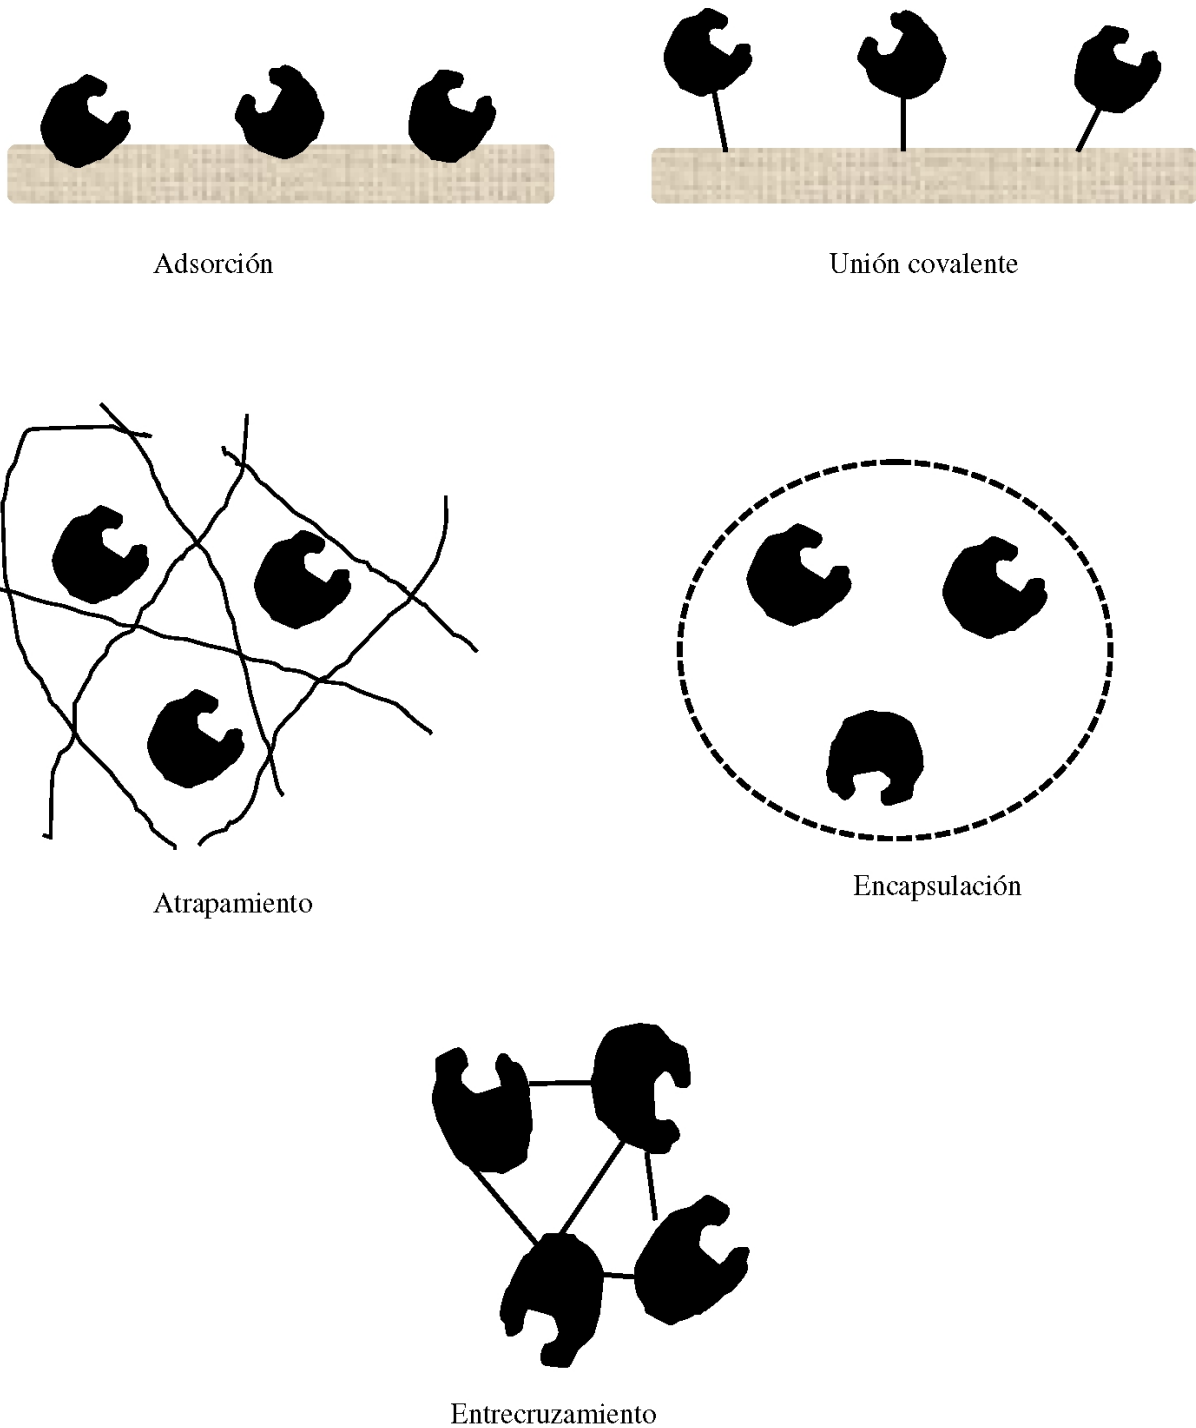 Adsorción
Unión covalente
Atrapamiento
Encapsulación
Entrecruzamiento